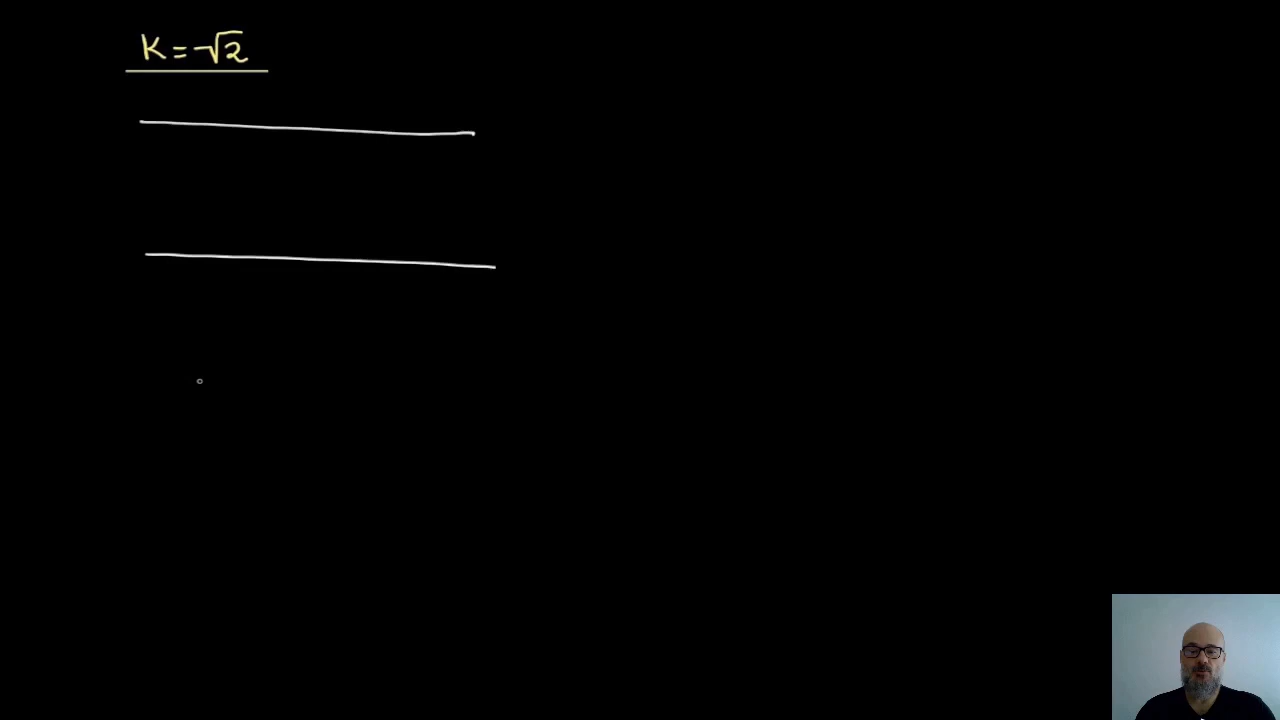 K = -√2